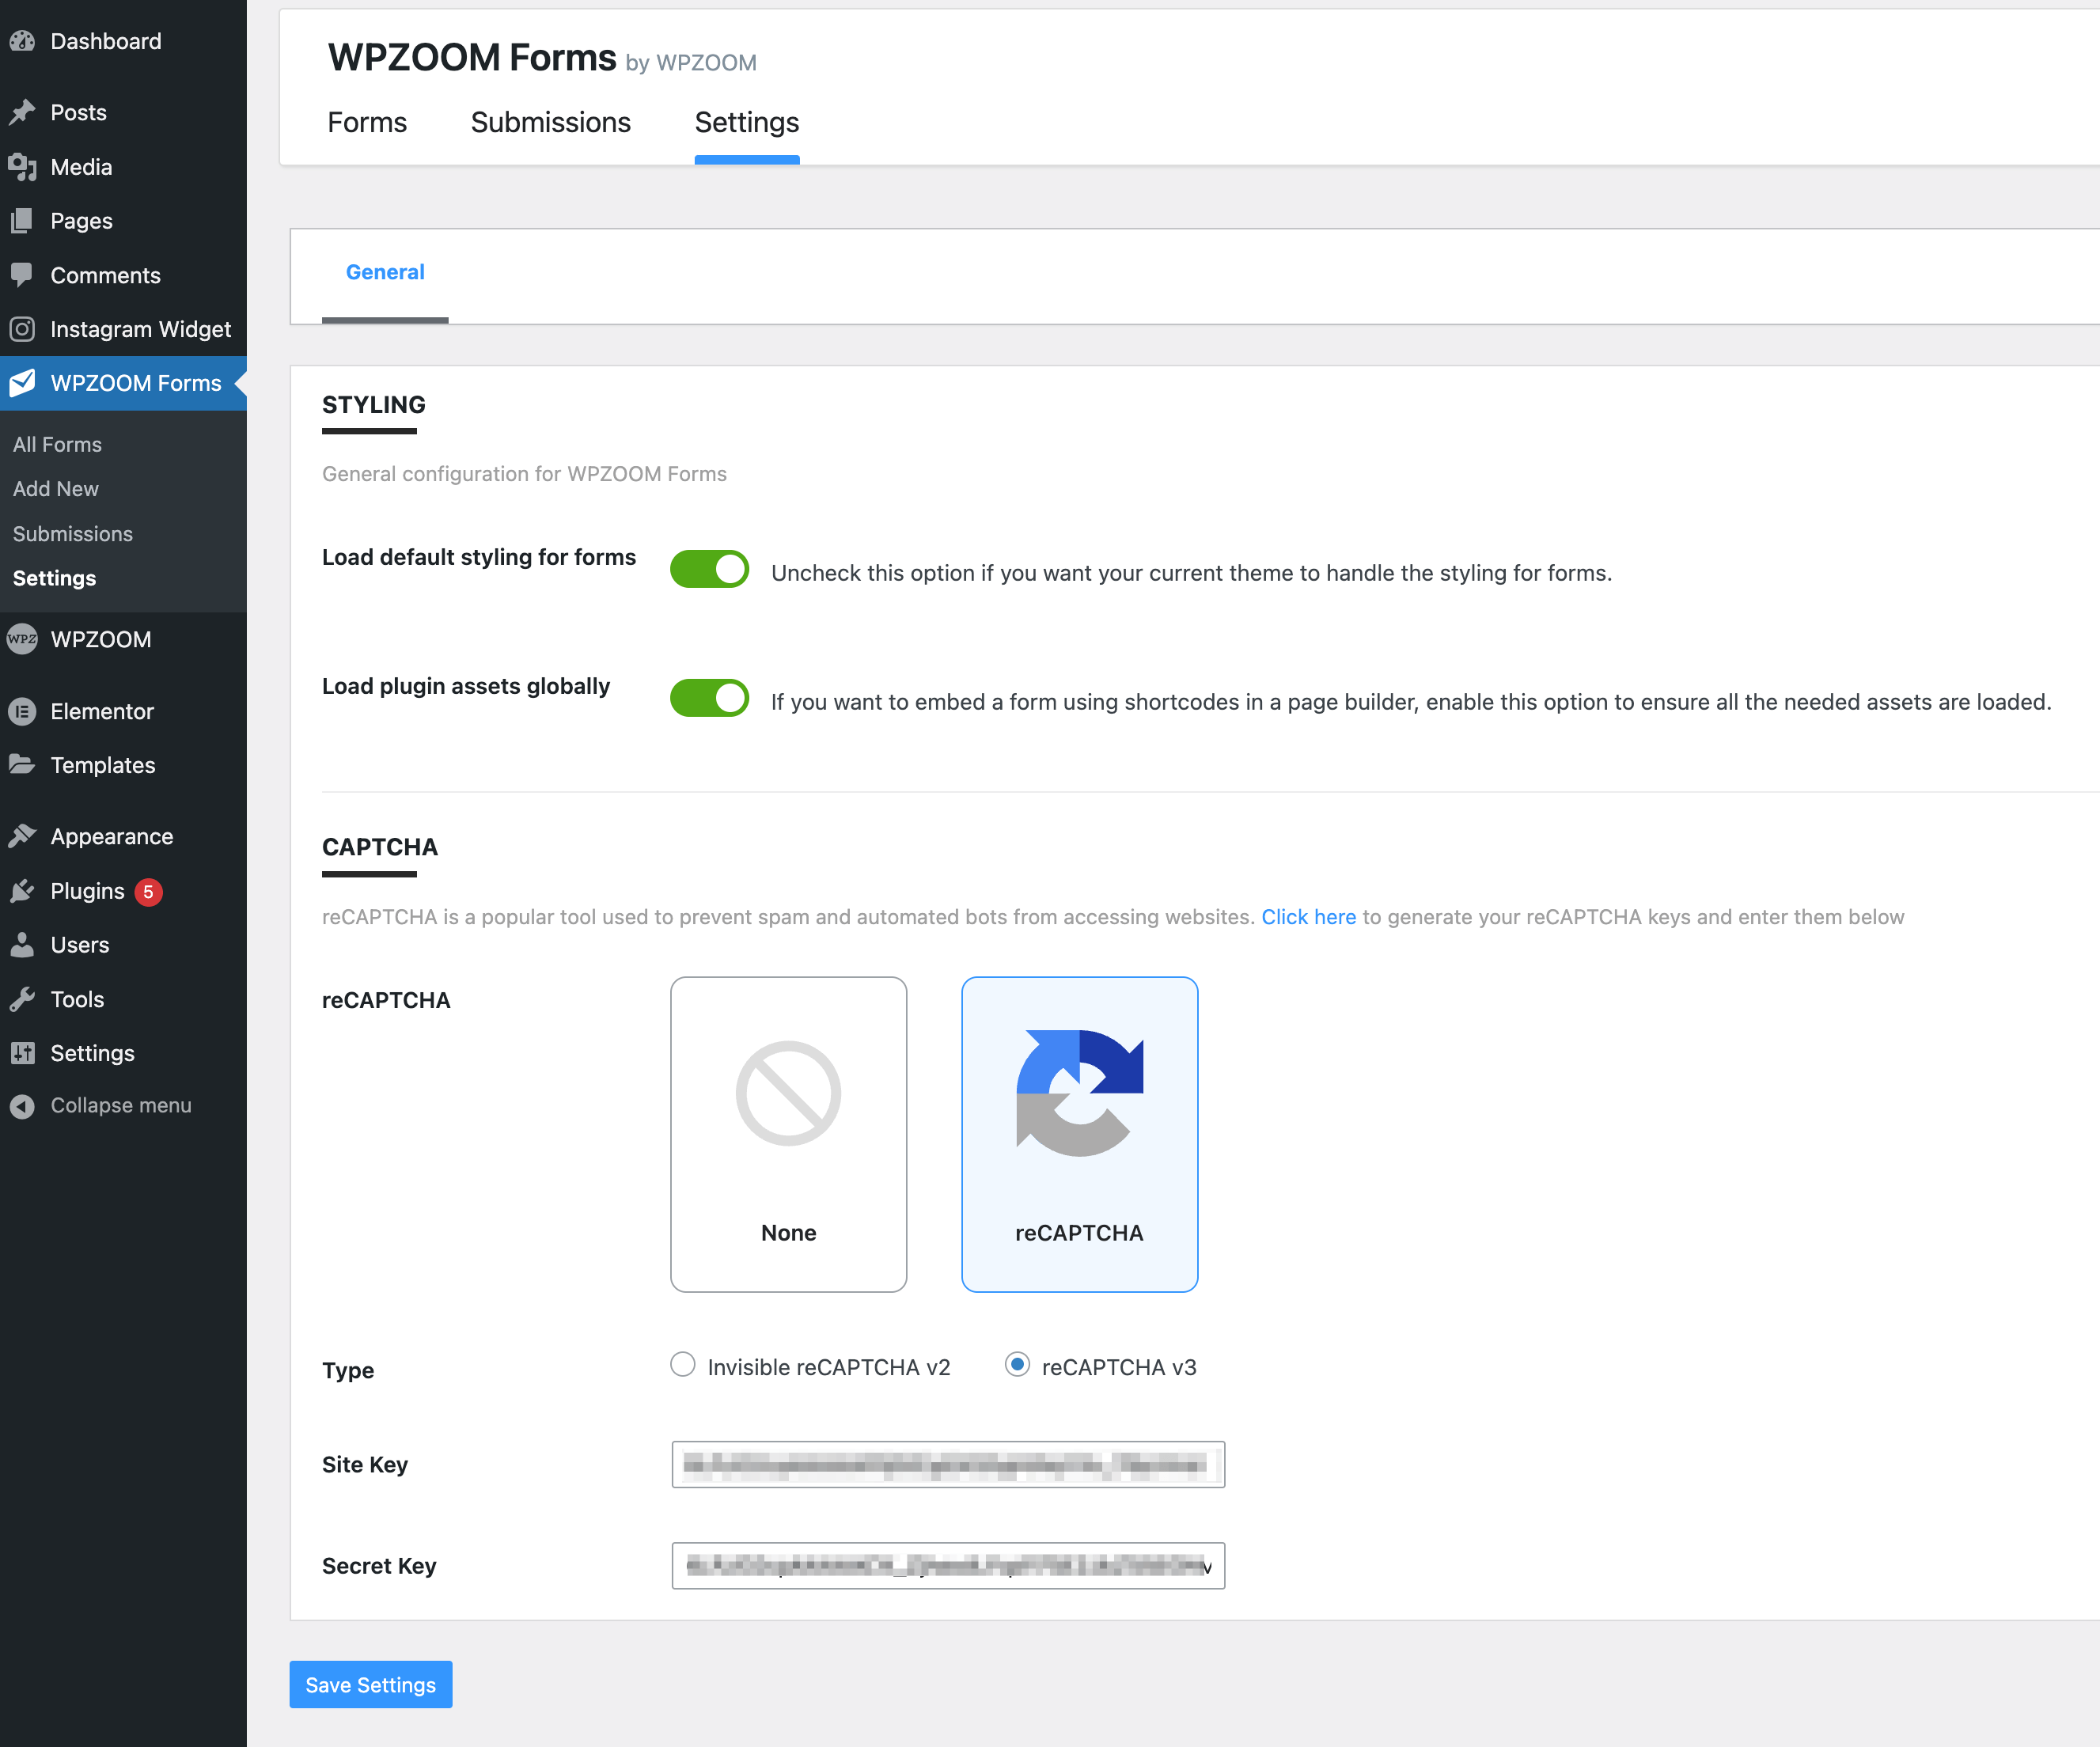 Dashboard
Posts
Media
Pages
Comments
Instagram Widget
WPZOOM Forms
All Forms
Add New
Submissions
Settings
WPZ WPZOOM
Elementor
Templates
Appearance
Plugins 5
Users
Tools
Settings
Collapse menu
WPZOOM Forms by WPZOOM
Forms Submissions Settings
General
STYLING
General configuration for WPZOOM Forms
Load default styling for forms Uncheck this option if you want your current theme to handle the styling for forms.
Load plugin assets globally If you want to embed a form using shortcodes in a page builder, enable this option to ensure all the needed assets are loaded.
CAPTCHA
reCAPTCHA is a popular tool used to prevent spam and automated bots from accessing websites. Click here to generate your reCAPTCHA keys and enter them below
reCAPTCHA
None reCAPTCHA
Type Invisible reCAPTCHA v2 reCAPTCHA v3
Site Key
Secret Key
Save Settings